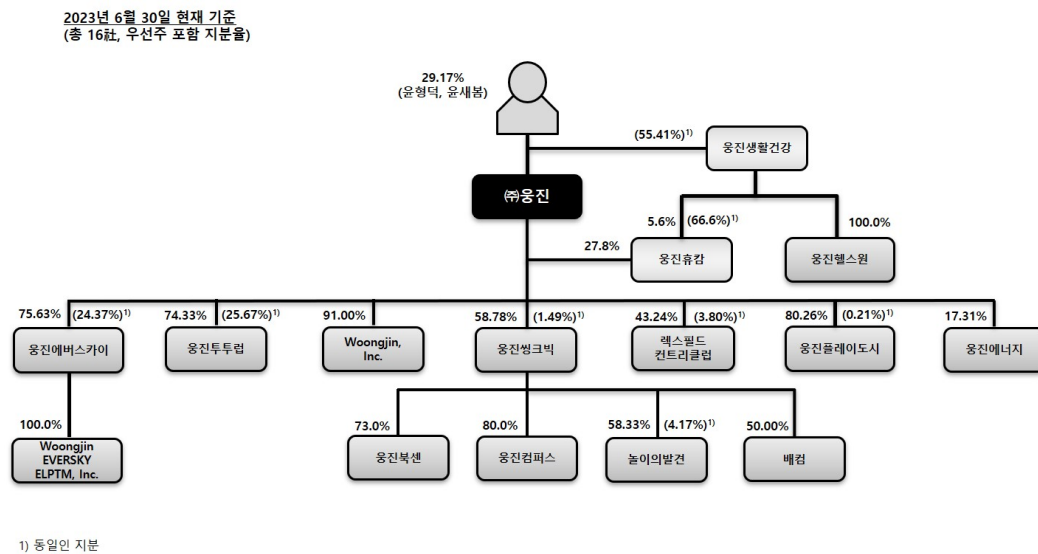 2023년 6월 30일 현재 기준
(총 16社, 우선주 포함 지분율)
29.17%
(윤형덕, 윤새봄)
(55.41%)¹⁾
웅진생활건강
㈜웅진
5.6% (66.6%)¹⁾
100.0%
27.8%
웅진휴캄
웅진헬스원
75.63% (24.37%)¹⁾
74.33% (25.67%)¹⁾
91.00%
58.78% (1.49%)¹⁾
43.24% (3.80%)¹⁾
80.26% (0.21%)¹⁾
17.31%
웅진에버스카이
웅진투투럽
Woongjin,
Inc.
웅진씽크빅
렉스필드
컨트리클럽
웅진플레이도시
웅진에너지
100.0%
73.0%
80.0%
58.33% (4.17%)¹⁾
50.00%
Woongjin
EVERSKY
ELPTM, Inc.
웅진북센
웅진컴퍼스
놀이의발견
배컴
1) 동일인 지분